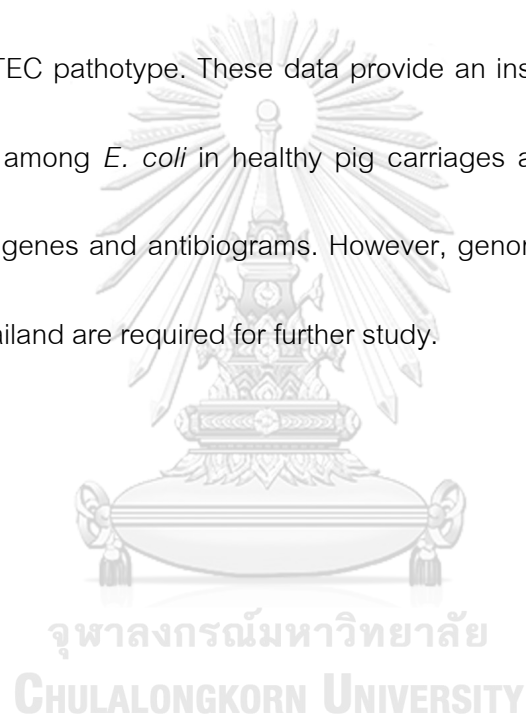 TEC pathotype. These data provide an ins
among E. coli in healthy pig carriages a
genes and antibiograms. However, genor
ailand are required for further study.
จุฬาลงกรณ์มหาวิทยาลัย
CHULALONGKORN UNIVERSITY